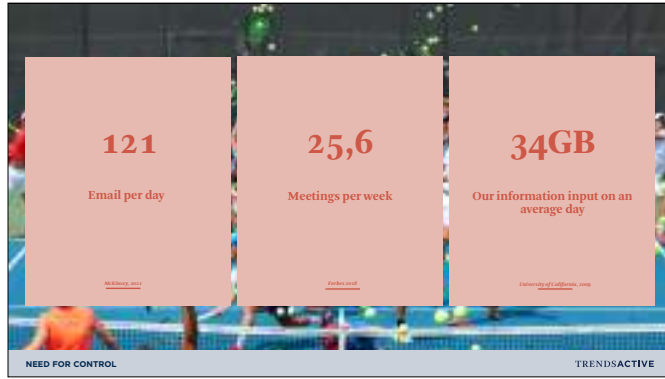 121
Email per day
25,6
Meetings per week
34GB
Our information input on an
average day
McKinsey, 2021
Forbes 2018
University of California, 2009
NEED FOR CONTROL
TRENDSACTIVE